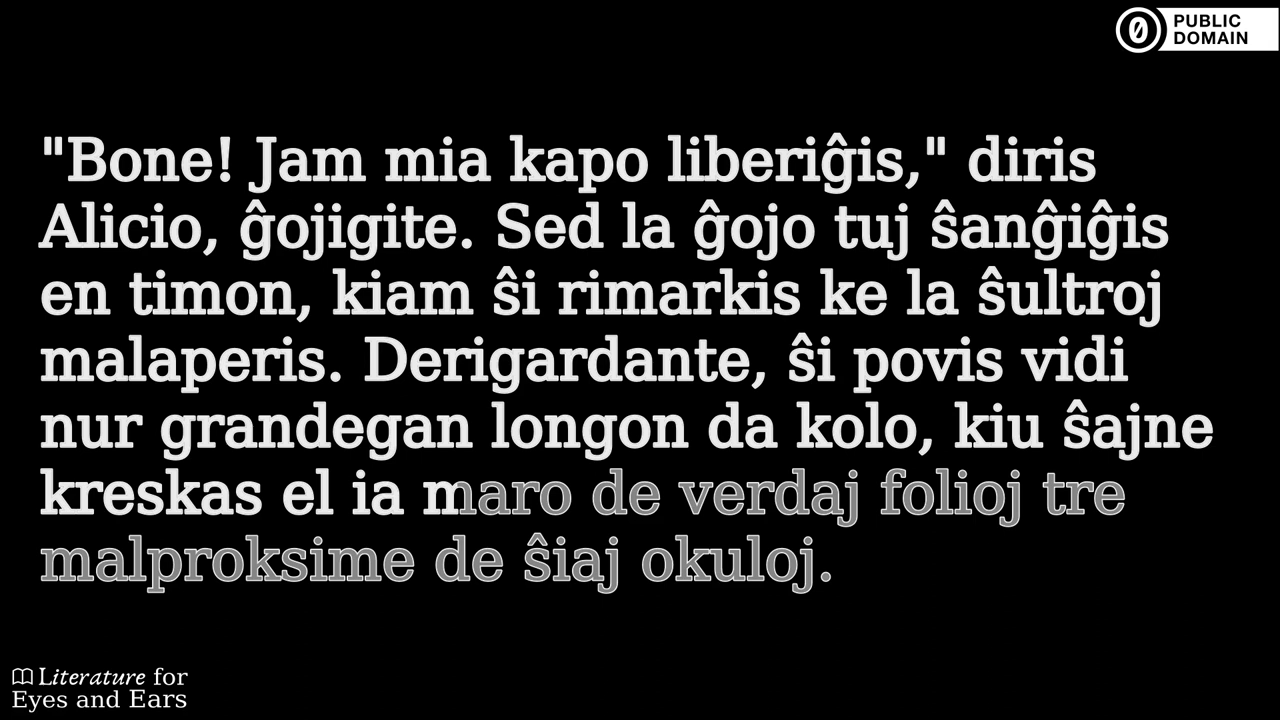 PUBLIC
DOMAIN
"Bone! Jam mia kapo liberiĝis," diris
Alicio, ĝojigite. Sed la ĝojo tuj ŝanĝiĝis
en timon, kiam ŝi rimarkis ke la ŝultroj
malaperis. Derigardante, ŝi povis vidi
nur grandegan longon da kolo, kiu ŝajne
kreskas el ia maro de verdaj folioj tre
malproksime de ŝiaj okuloj.
Literature for
Eyes and Ears